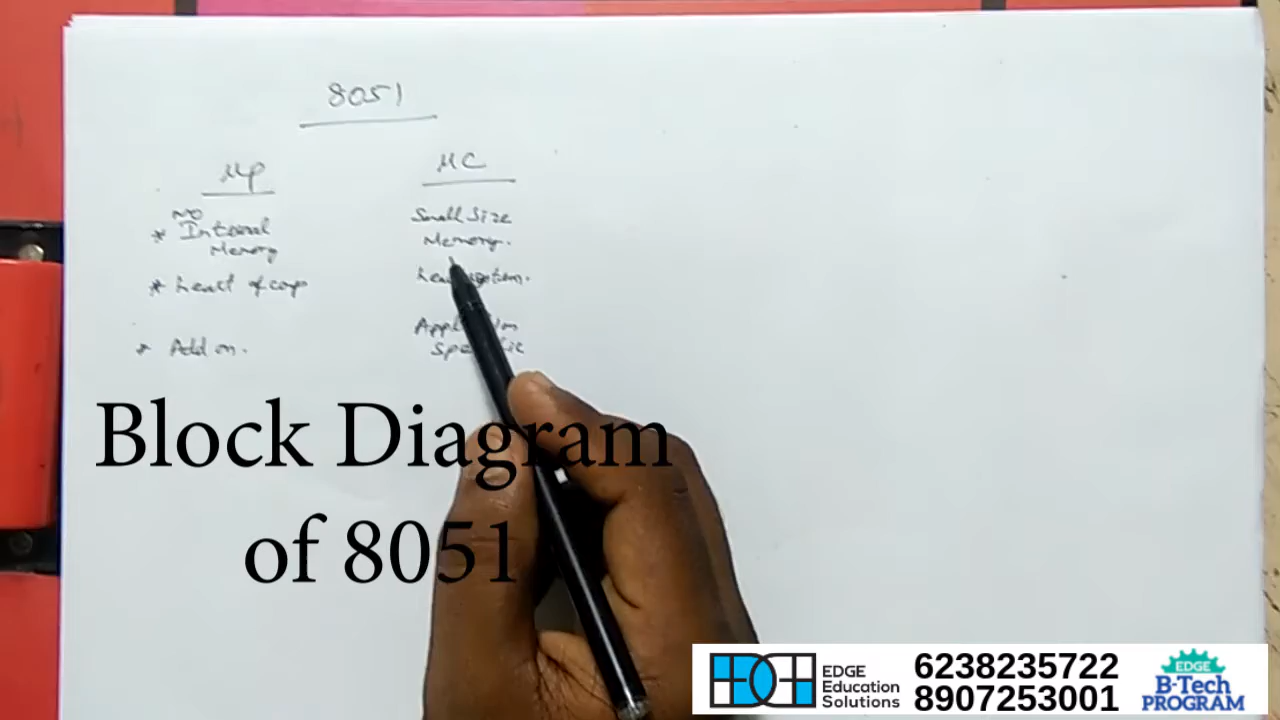 8051
μp
μC
NO
* Internal
Memory
Small Size
Memory.
* heart of comp
* Add on.
Block Diagram
of 8051
EDGE
Education
Solutions
6238235722
8907253001
EDGE
B-Tech
PROGRAM